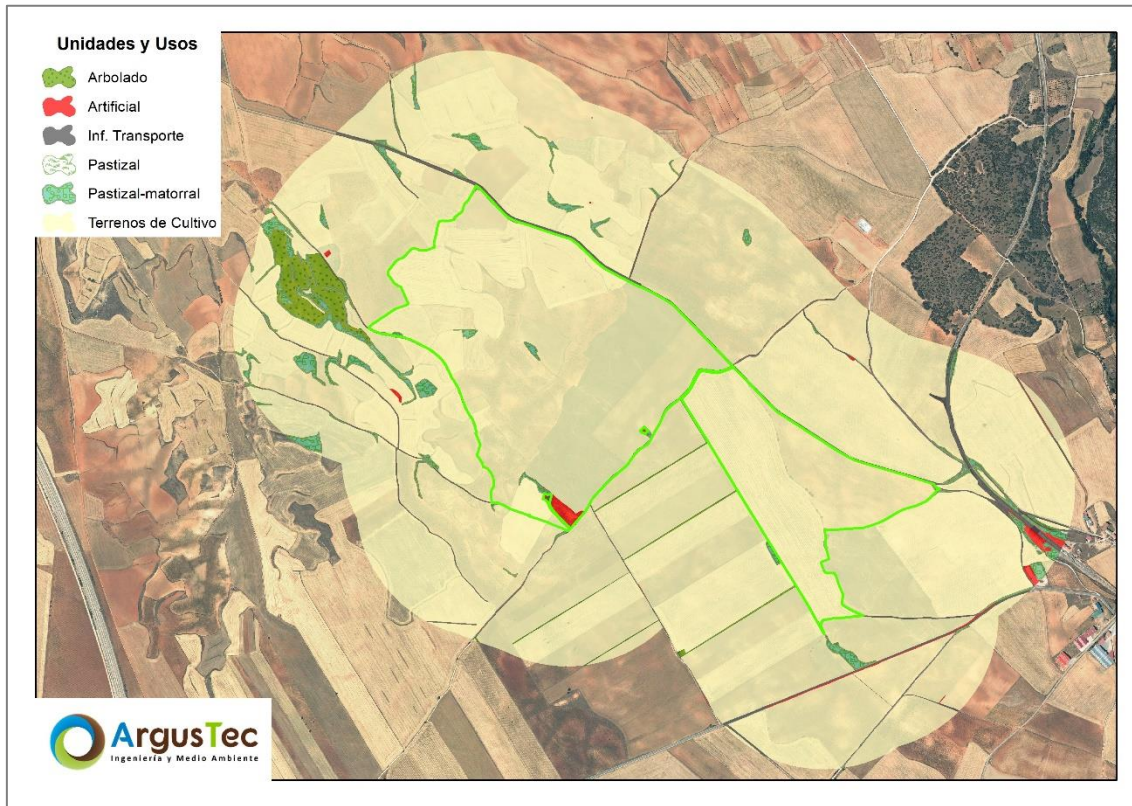 Unidades y Usos
Arbolado
Artificial
Inf. Transporte
Pastizal
Pastizal-matorral
Terrenos de Cultivo
ArgusTec
Ingeniería y Medio Ambiente